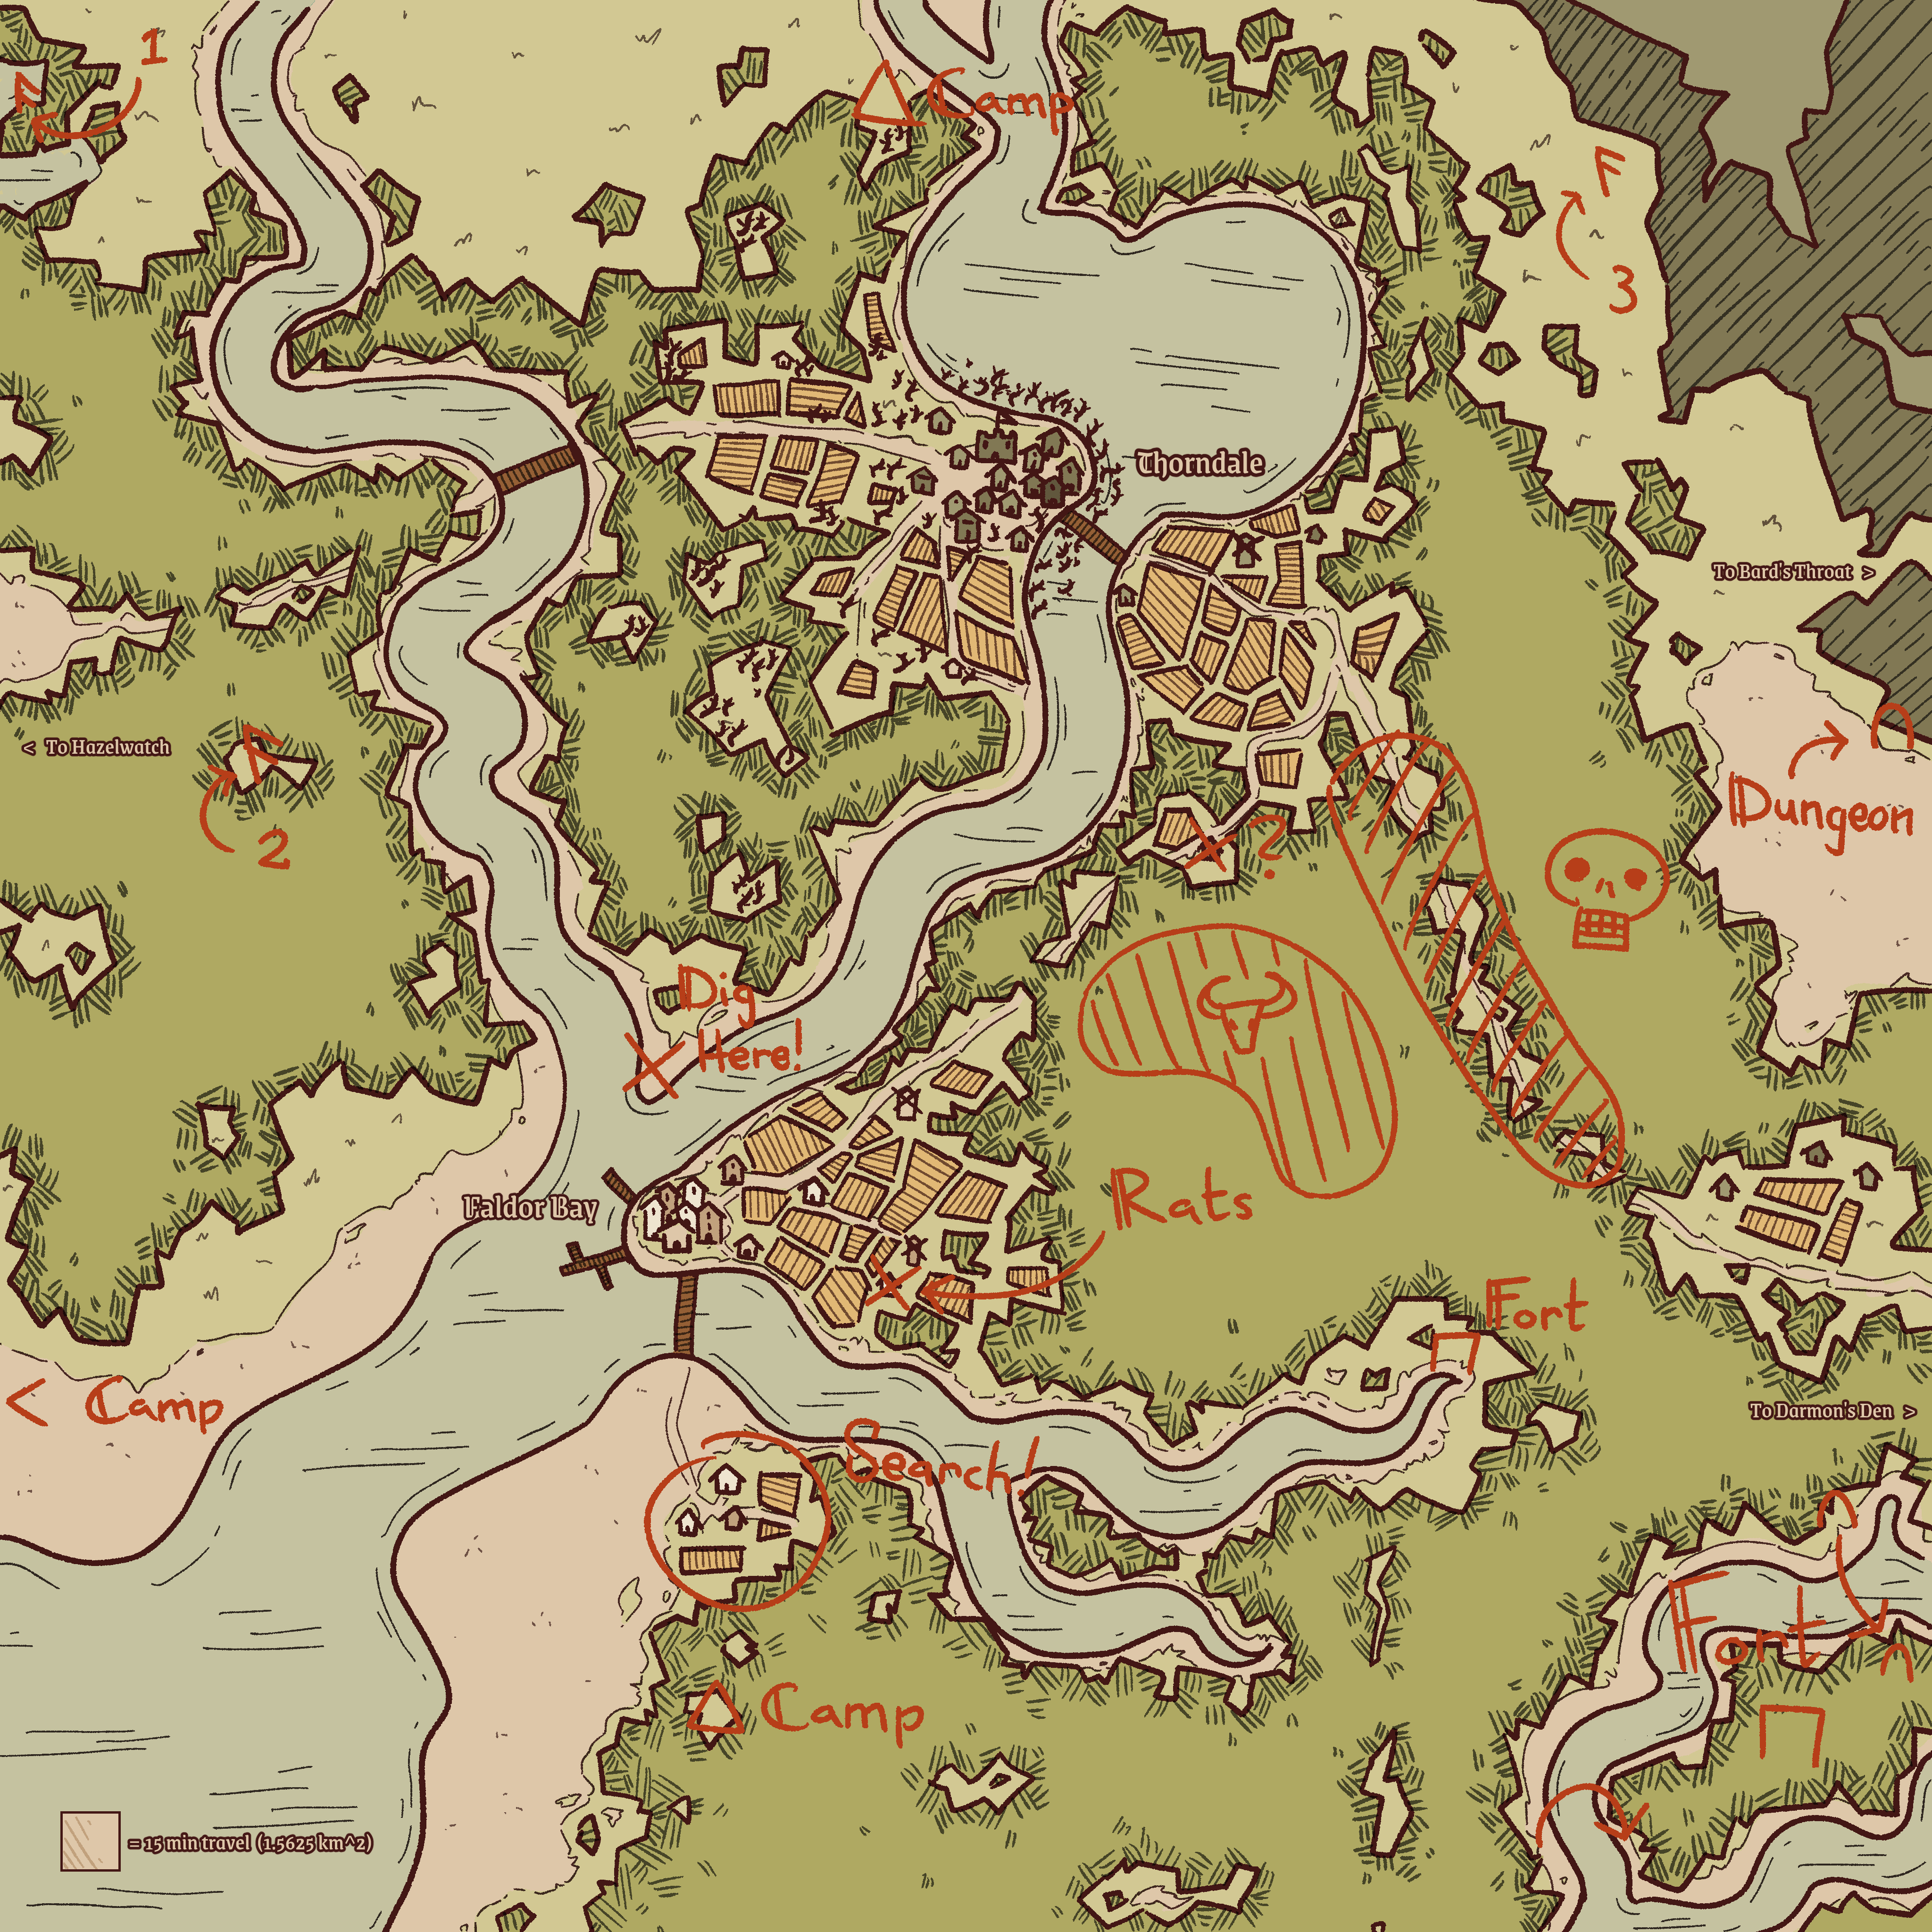 1
Camp
3
Thorndale
To Bard's Throat >
< To Hazelwatch
2
Dungeon
?
Dig
Here!
Rats
Faldor Bay
Fort
< Camp
To Darmon's Den >
Search!
Fort
Camp
= 15 min travel (1.5625 km^2)